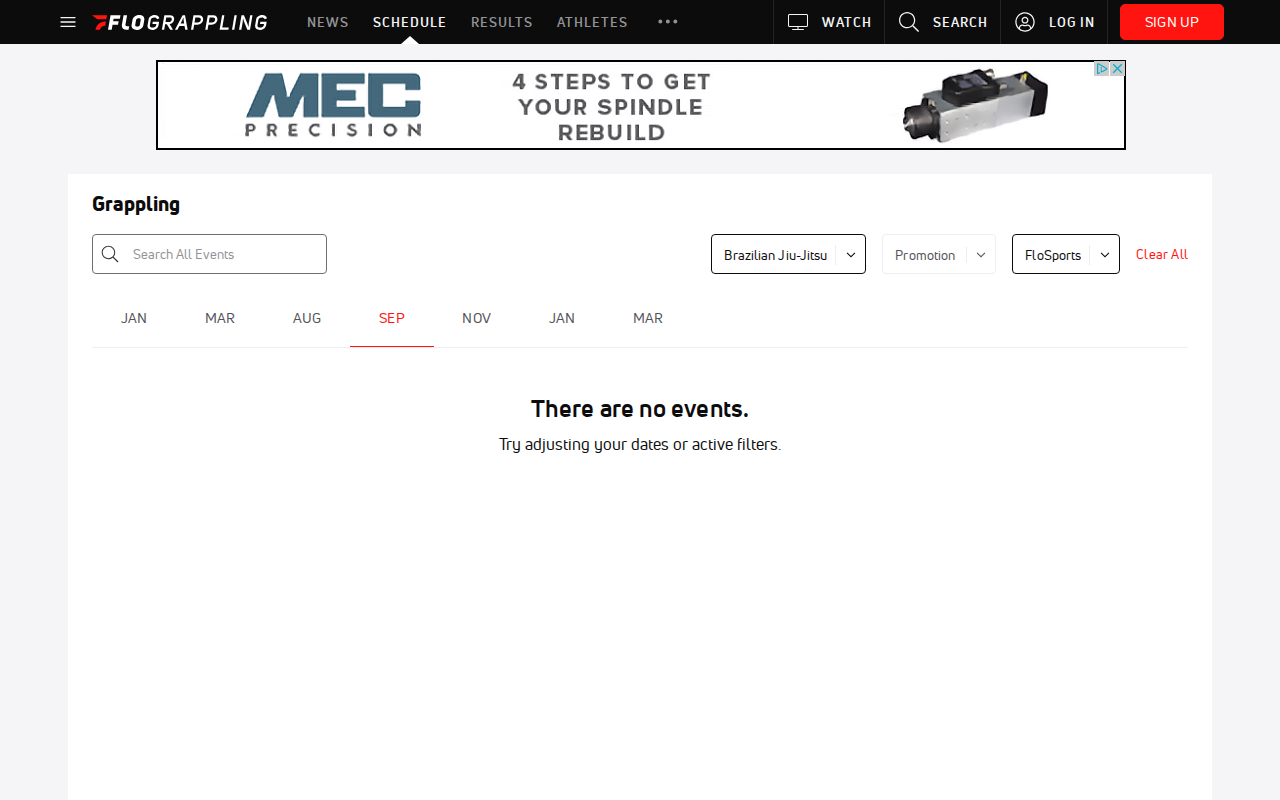 FLOGRAPPLING
NEWS
SCHEDULE
RESULTS
ATHLETES
WATCH
SEARCH
LOG IN
SIGN UP
MEC
PRECISION
4 STEPS TO GET
YOUR SPINDLE
REBUILD
Grappling
Search All Events
Brazilian Jiu-Jitsu
Promotion
FloSports
Clear All
JAN
MAR
AUG
SEP
NOV
JAN
MAR
There are no events.
Try adjusting your dates or active filters.